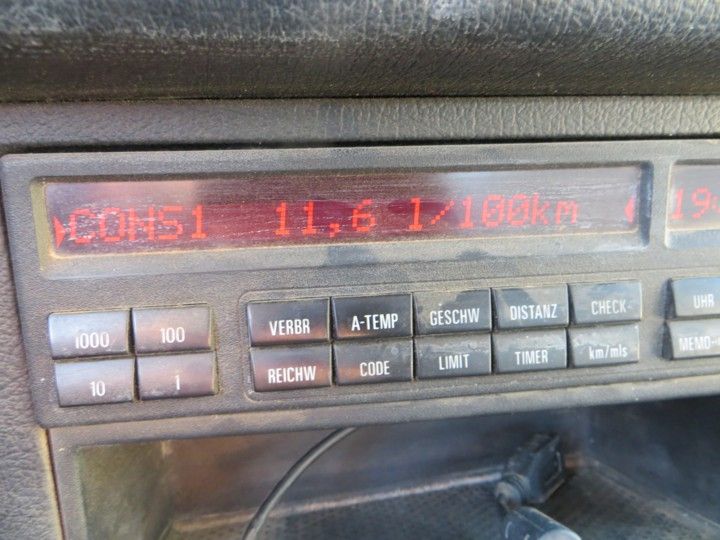 CONS1 11,6 l/100km
1000 100 VERBR A-TEMP GESCHW DISTANZ CHECK UHR
10 1 REICHW CODE LIMIT TIMER km/mls